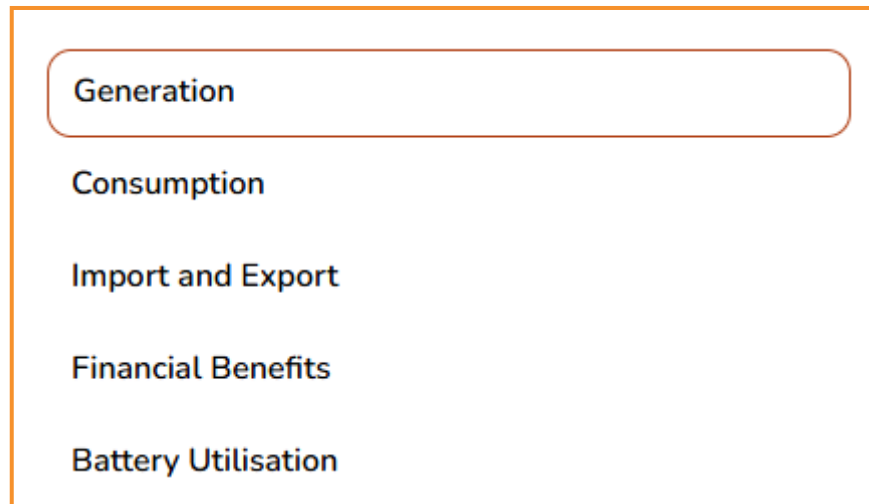 Generation
Consumption
Import and Export
Financial Benefits
Battery Utilisation